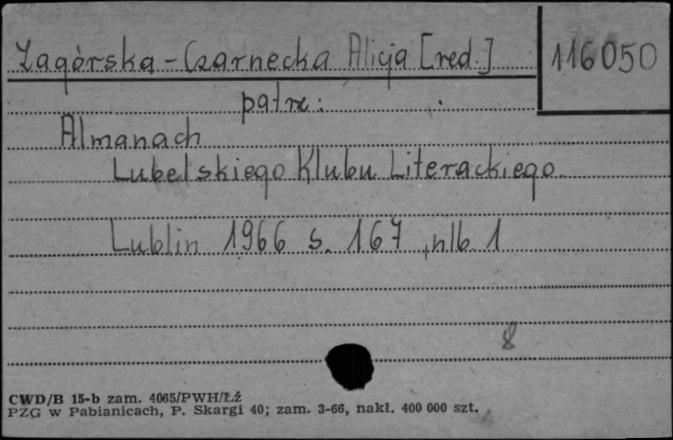 Zagórska-Czarnecka Alicja [red.]
116050
patrz:
Almanach
Lubelskiego Klubu Literackiego.
Lublin 1966 s. 167, nlb 1
8
CWD/B 15-b zam. 4065/PWH/Łź
PZG w Pabianicach, P. Skargi 40; zam. 3-66, nakł. 400 000 szt.